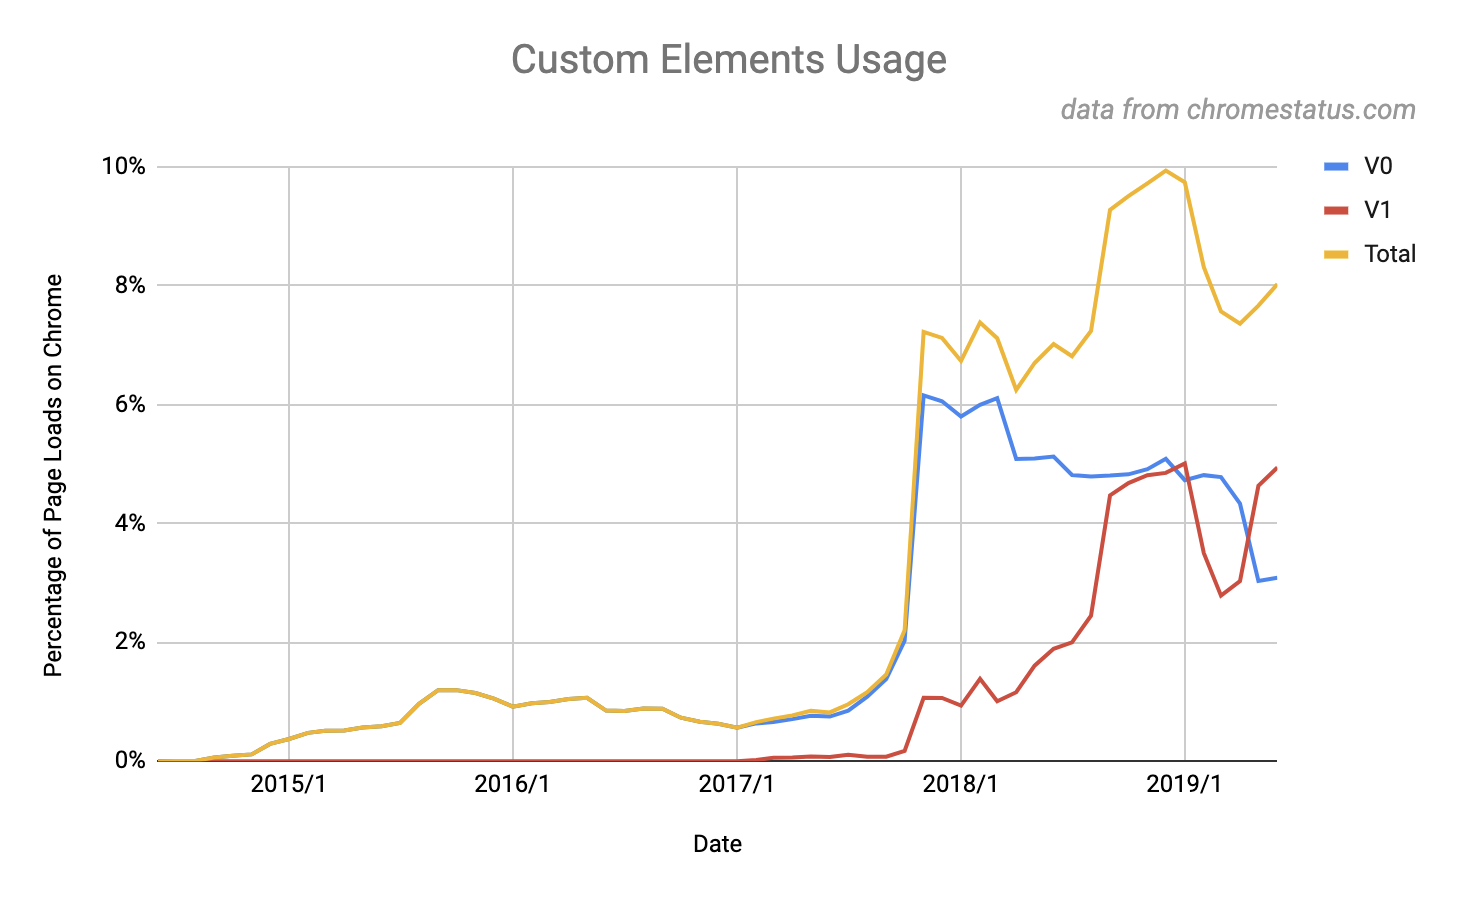 Custom Elements Usage
data from chromestatus.com
V0
V1
Total
Percentage of Page Loads on Chrome
10%
8%
6%
4%
2%
0%
2015/1
2016/1
2017/1
2018/1
2019/1
Date